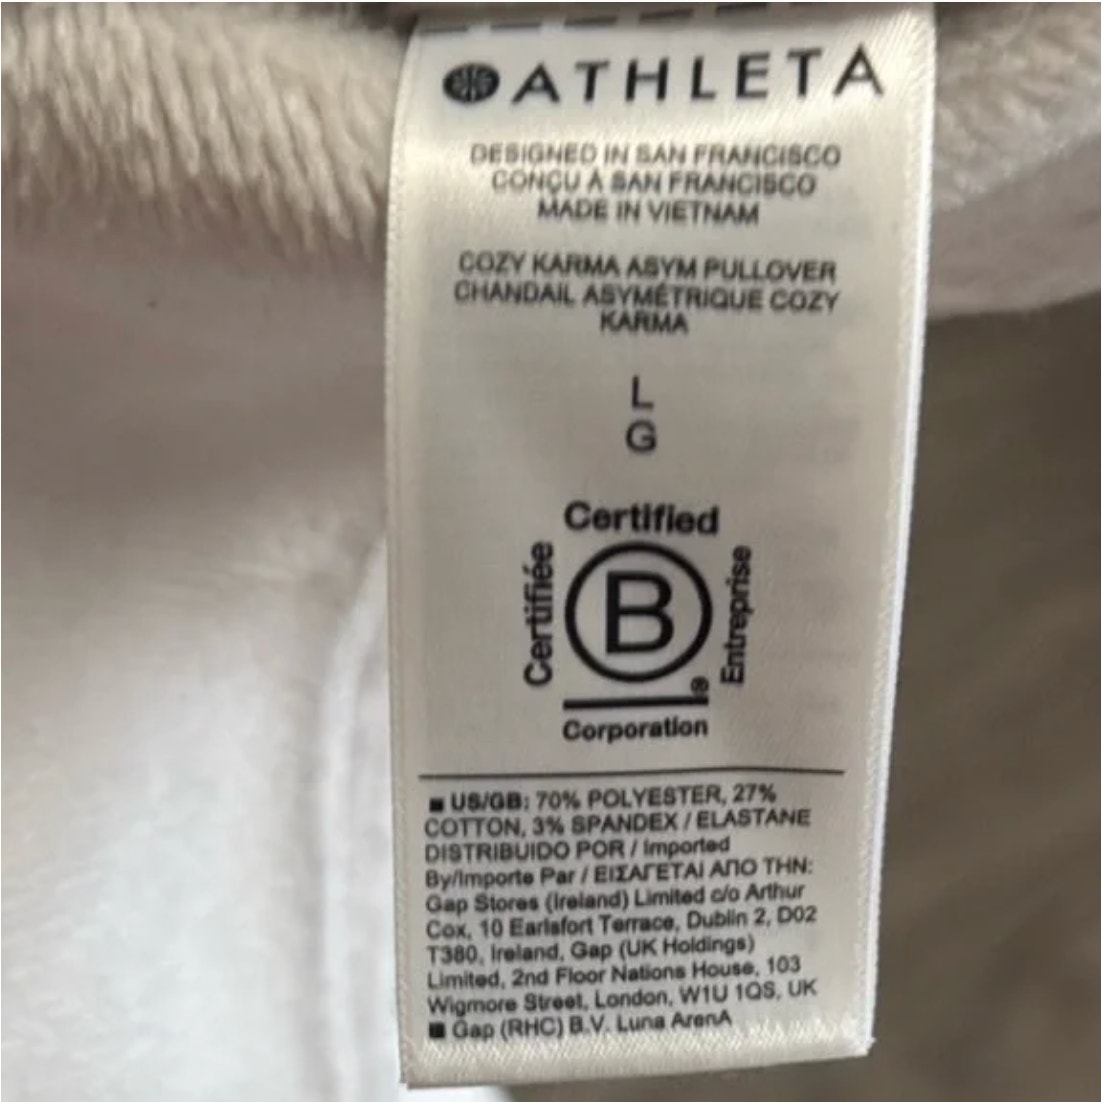 ATHLETA
DESIGNED IN SAN FRANCISCO
CONÇU À SAN FRANCISCO
MADE IN VIETNAM
COZY KARMA ASYM PULLOVER
CHANDAIL ASYMÉTRIQUE COZY
KARMA
L
G
Certified
Certifiée
B
Entreprise
®
Corporation
■ US/GB: 70% POLYESTER, 27%
COTTON, 3% SPANDEX / ELASTANE
DISTRIBUIDO POR / Imported
By/Importe Par / ΕΙΣΑΓΕΤΑΙ ΑΠΟ ΤΗΝ:
Gap Stores (Ireland) Limited c/o Arthur
Cox, 10 Earlsfort Terrace, Dublin 2, D02
T380, Ireland, Gap (UK Holdings)
Limited, 2nd Floor Nations House, 103
Wigmore Street, London, W1U 1QS, UK
■ Gap (RHC) B.V. Luna ArenA